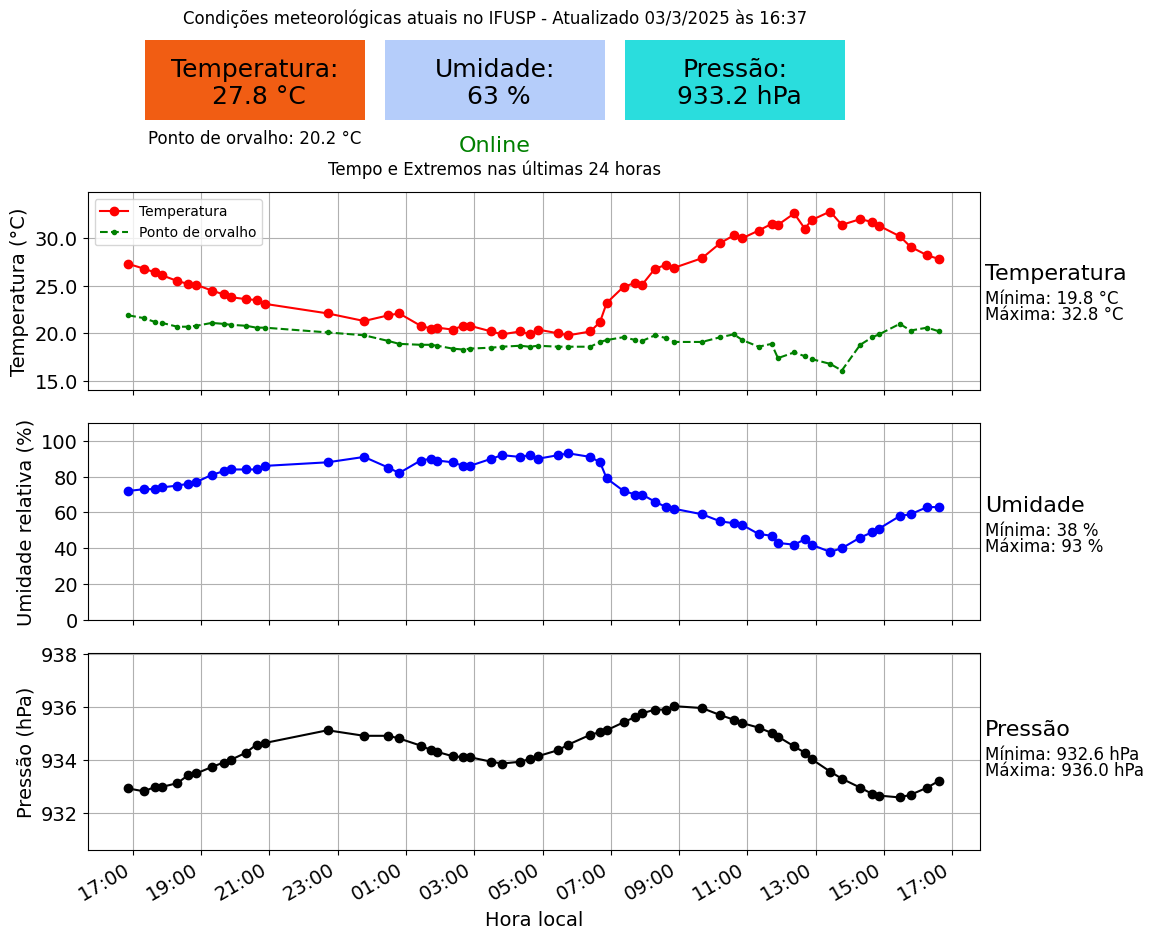 Condições meteorológicas atuais no IFUSP - Atualizado 03/3/2025 às 16:37
Temperatura:
27.8 °C
Umidade:
63 %
Pressão:
933.2 hPa
Ponto de orvalho: 20.2 °C
Online
Tempo e Extremos nas últimas 24 horas
Temperatura (°C)
30.0
25.0
20.0
15.0
Temperatura
Ponto de orvalho
Temperatura
Mínima: 19.8 °C
Máxima: 32.8 °C
Umidade relativa (%)
100
80
60
40
20
0
Umidade
Mínima: 38 %
Máxima: 93 %
Pressão (hPa)
938
936
934
932
Pressão
Mínima: 932.6 hPa
Máxima: 936.0 hPa
17:00 19:00 21:00 23:00 01:00 03:00 05:00 07:00 09:00 11:00 13:00 15:00 17:00
Hora local